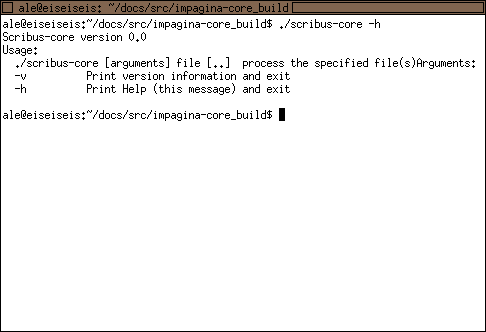 ale@eiseiseis: ~/docs/src/impagina-core_build
ale@eiseiseis:~/docs/src/impagina-core_build$ ./scribus-core -h
Scribus-core version 0.0
Usage:
  ./scribus-core [arguments] file [..]  process the specified file(s)Arguments:
  -v         Print version information and exit
  -h         Print Help (this message) and exit
ale@eiseiseis:~/docs/src/impagina-core_build$